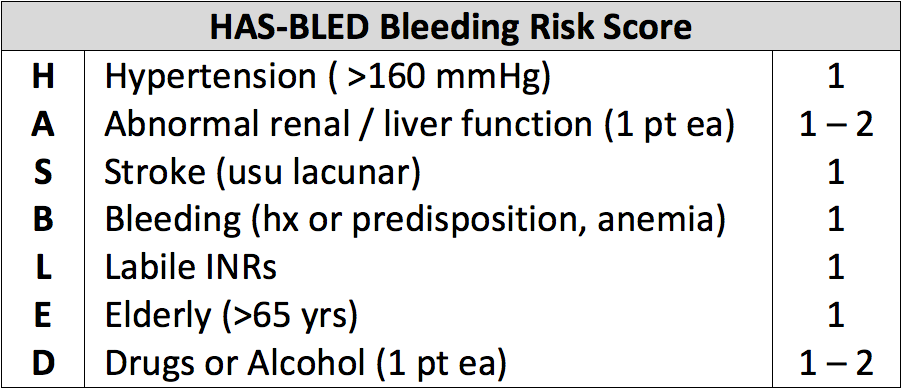 HAS-BLED Bleeding Risk Score
H Hypertension ( >160 mmHg) 1
A Abnormal renal / liver function (1 pt ea) 1 – 2
S Stroke (usu lacunar) 1
B Bleeding (hx or predisposition, anemia) 1
L Labile INRs 1
E Elderly (>65 yrs) 1
D Drugs or Alcohol (1 pt ea) 1 – 2